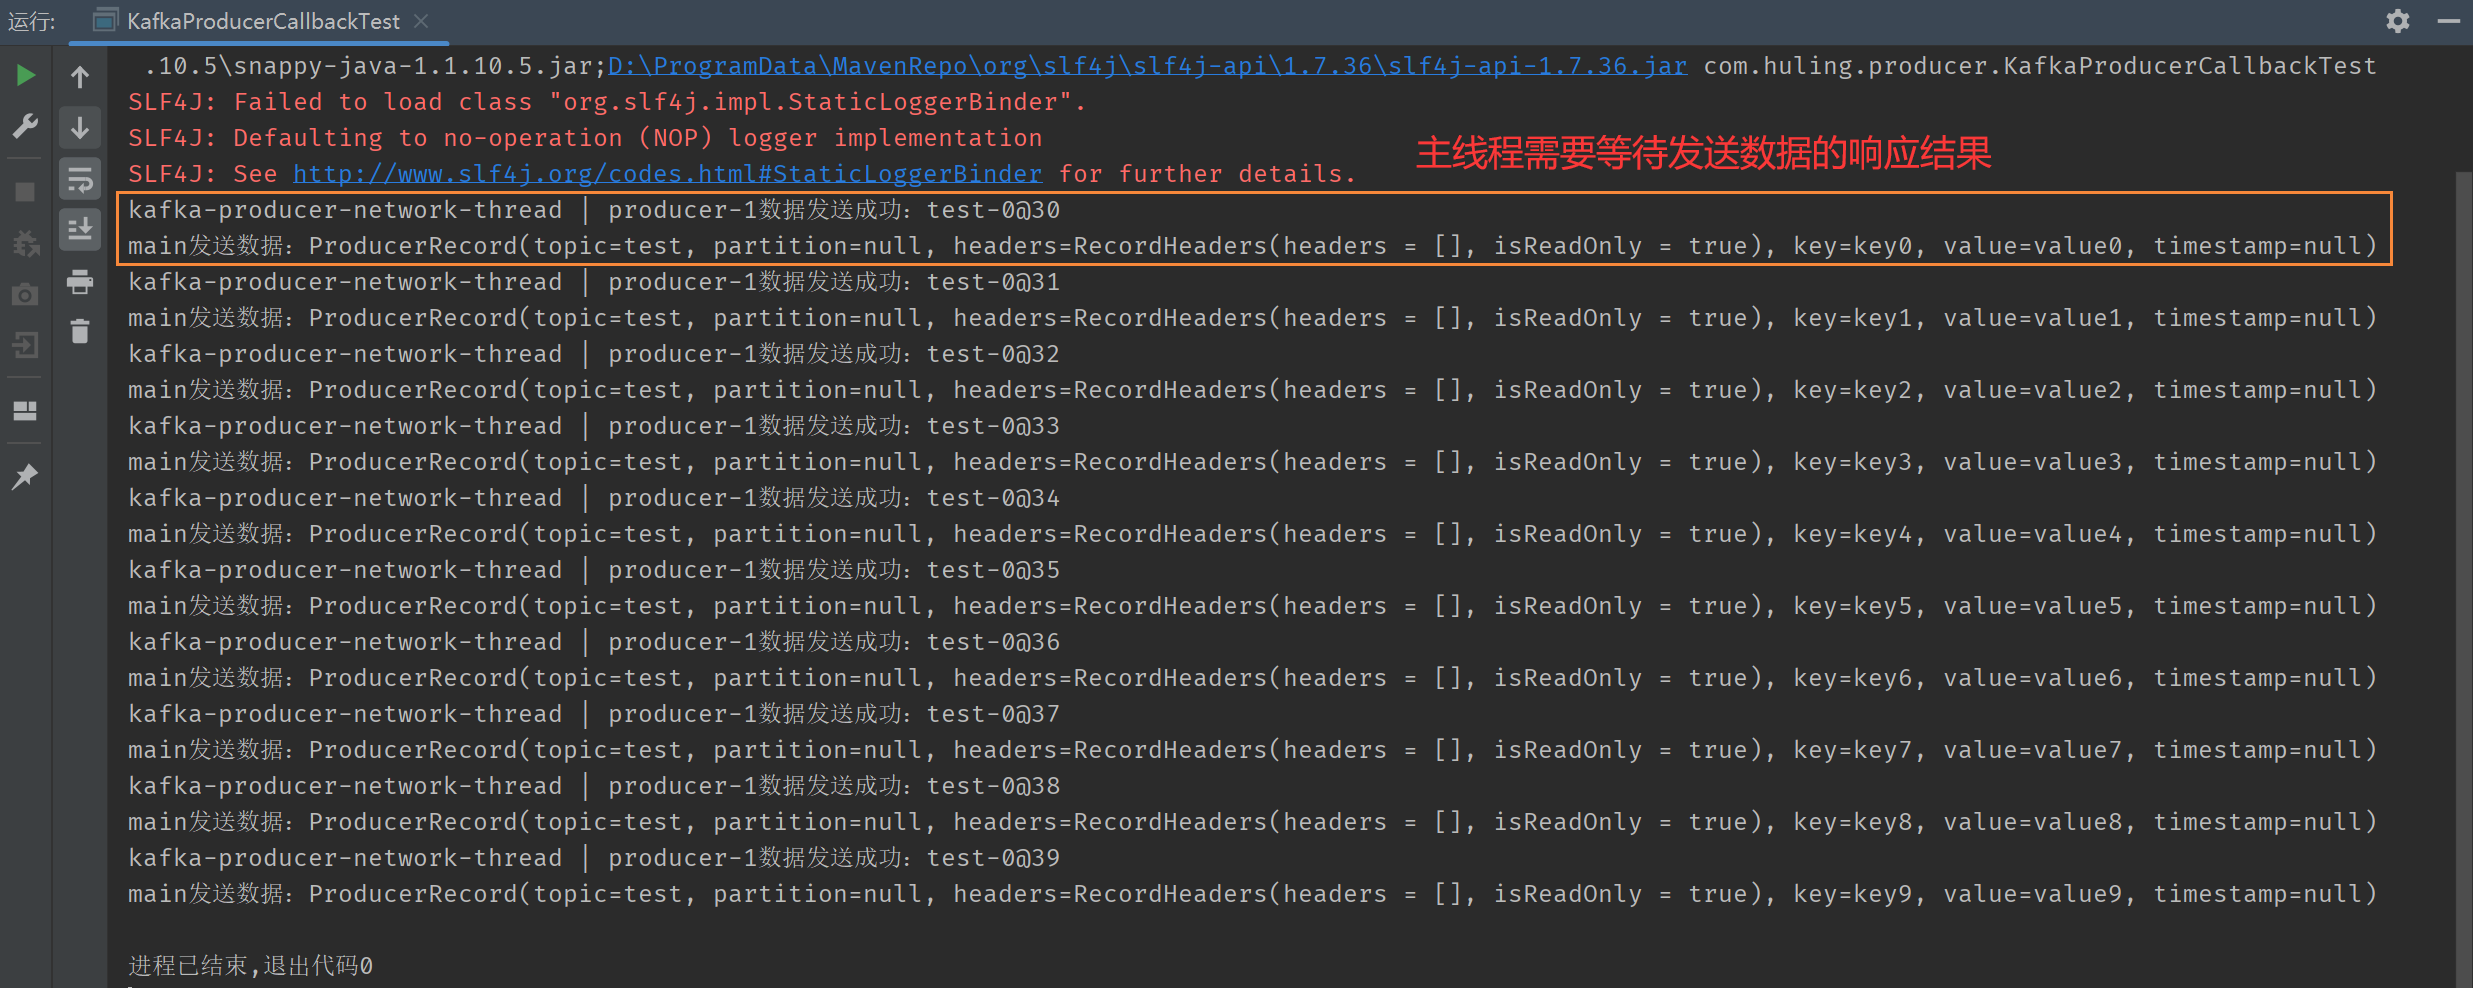 运行: KafkaProducerCallbackTest
.10.5\snappy-java-1.1.10.5.jar;D:\ProgramData\MavenRepo\org\slf4j\slf4j-api\1.7.36\slf4j-api-1.7.36.jar com.huling.producer.KafkaProducerCallbackTest
SLF4J: Failed to load class "org.slf4j.impl.StaticLoggerBinder".
SLF4J: Defaulting to no-operation (NOP) logger implementation
主线程需要等待发送数据的响应结果
SLF4J: See http://www.slf4j.org/codes.html#StaticLoggerBinder for further details.
kafka-producer-network-thread | producer-1数据发送成功：test-0@30
main发送数据：ProducerRecord(topic=test, partition=null, headers=RecordHeaders(headers = [], isReadOnly = true), key=key0, value=value0, timestamp=null)
kafka-producer-network-thread | producer-1数据发送成功：test-0@31
main发送数据：ProducerRecord(topic=test, partition=null, headers=RecordHeaders(headers = [], isReadOnly = true), key=key1, value=value1, timestamp=null)
kafka-producer-network-thread | producer-1数据发送成功：test-0@32
main发送数据：ProducerRecord(topic=test, partition=null, headers=RecordHeaders(headers = [], isReadOnly = true), key=key2, value=value2, timestamp=null)
kafka-producer-network-thread | producer-1数据发送成功：test-0@33
main发送数据：ProducerRecord(topic=test, partition=null, headers=RecordHeaders(headers = [], isReadOnly = true), key=key3, value=value3, timestamp=null)
kafka-producer-network-thread | producer-1数据发送成功：test-0@34
main发送数据：ProducerRecord(topic=test, partition=null, headers=RecordHeaders(headers = [], isReadOnly = true), key=key4, value=value4, timestamp=null)
kafka-producer-network-thread | producer-1数据发送成功：test-0@35
main发送数据：ProducerRecord(topic=test, partition=null, headers=RecordHeaders(headers = [], isReadOnly = true), key=key5, value=value5, timestamp=null)
kafka-producer-network-thread | producer-1数据发送成功：test-0@36
main发送数据：ProducerRecord(topic=test, partition=null, headers=RecordHeaders(headers = [], isReadOnly = true), key=key6, value=value6, timestamp=null)
kafka-producer-network-thread | producer-1数据发送成功：test-0@37
main发送数据：ProducerRecord(topic=test, partition=null, headers=RecordHeaders(headers = [], isReadOnly = true), key=key7, value=value7, timestamp=null)
kafka-producer-network-thread | producer-1数据发送成功：test-0@38
main发送数据：ProducerRecord(topic=test, partition=null, headers=RecordHeaders(headers = [], isReadOnly = true), key=key8, value=value8, timestamp=null)
kafka-producer-network-thread | producer-1数据发送成功：test-0@39
main发送数据：ProducerRecord(topic=test, partition=null, headers=RecordHeaders(headers = [], isReadOnly = true), key=key9, value=value9, timestamp=null)
进程已结束,退出代码0